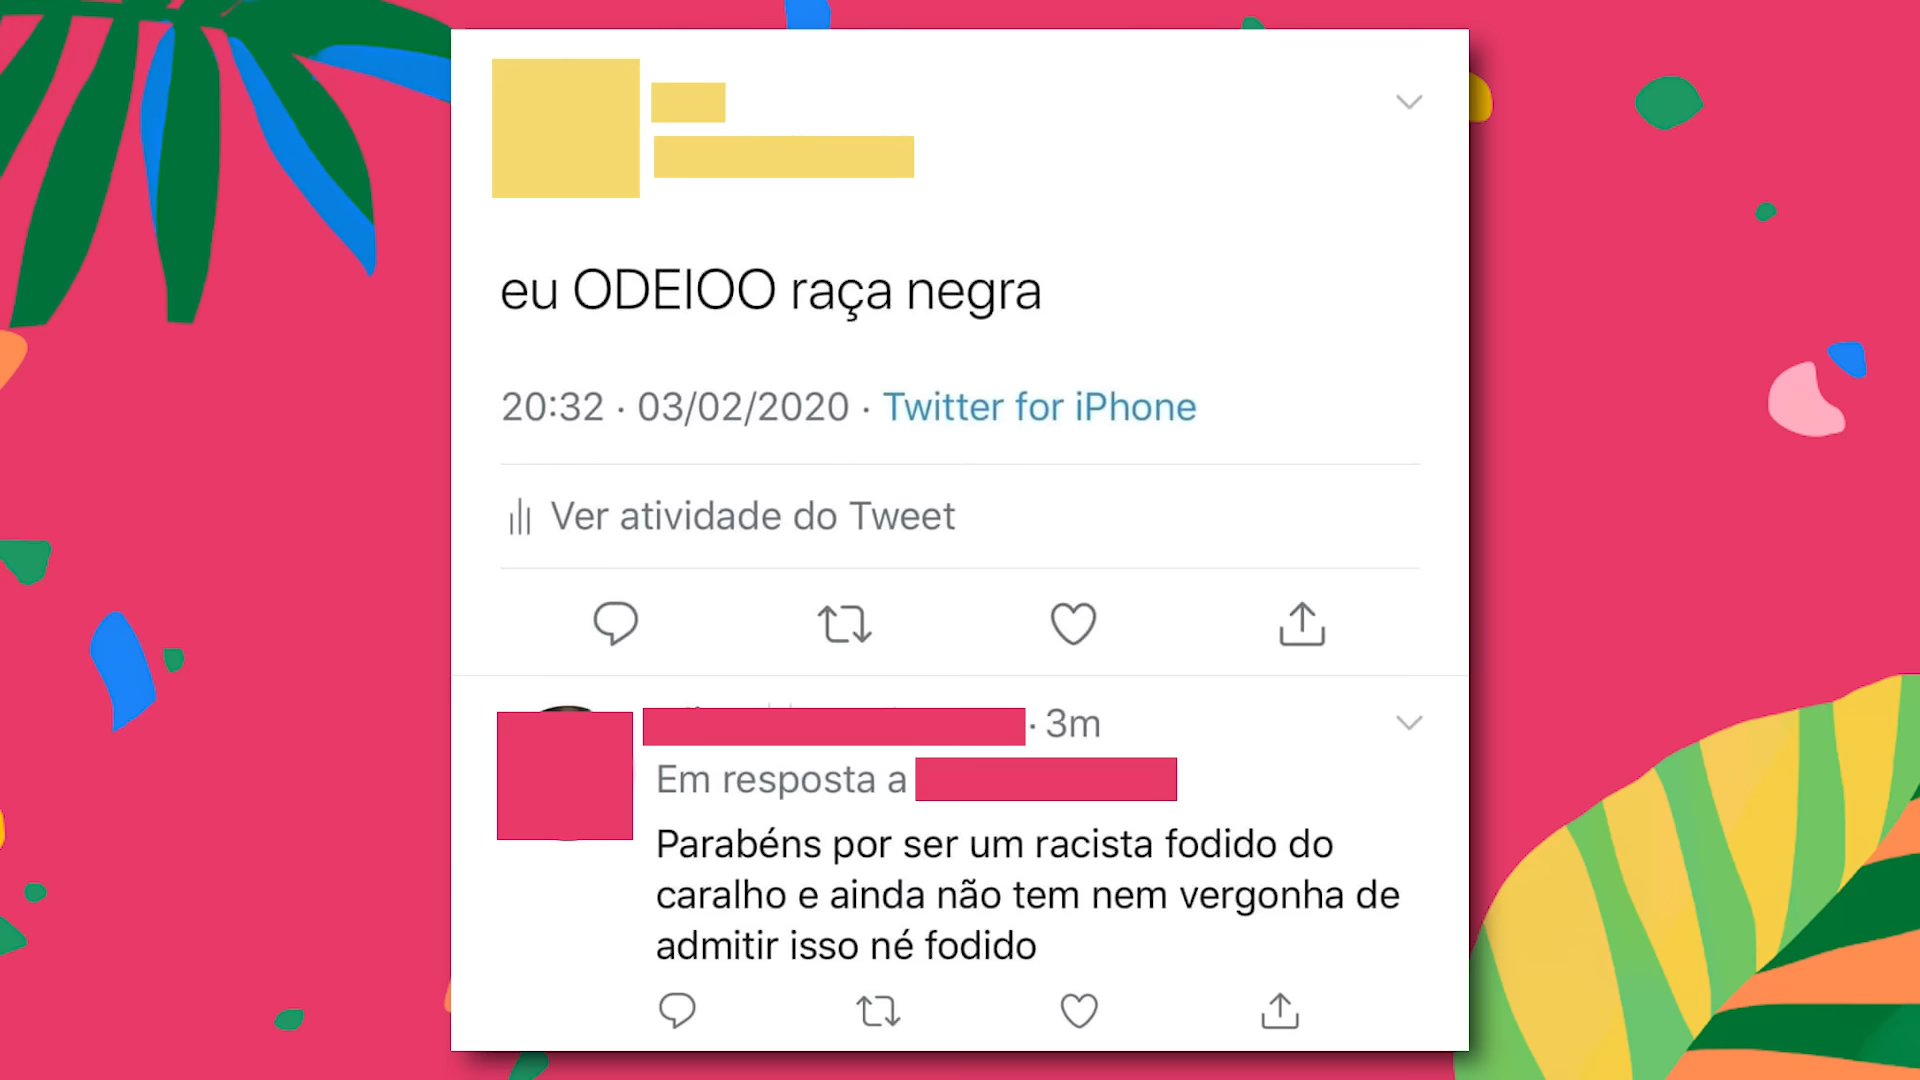 eu ODEIOO raça negra
20:32 · 03/02/2020 · Twitter for iPhone
Ver atividade do Tweet
· 3m
Em resposta a
Parabéns por ser um racista fodido do
caralho e ainda não tem nem vergonha de
admitir isso né fodido